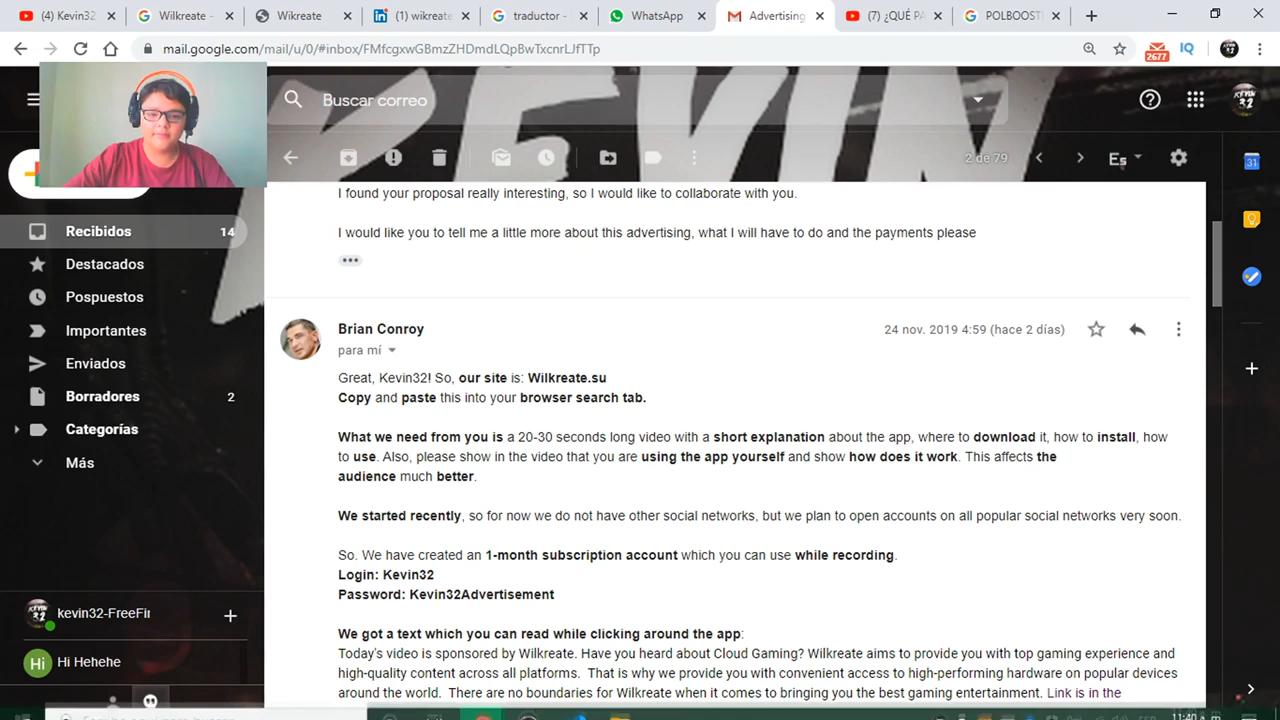 (4) Kevin32
Wilkreate -
Wikreate
(1) wikreate
traductor -
WhatsApp
Advertising
(7) ¿QUÉ PA
POLBOOST
mail.google.com/mail/u/0/#inbox/FMfcgxwGBmzZHDmdLQpBwTxcnrLJfTTp
2677
IQ
KEVIN
Buscar correo
2 de 79
Es
31
Recibidos 14
Destacados
Pospuestos
Importantes
Enviados
Borradores 2
Categorías
Más
kevin32-FreeFir
Hi Hi Hehehe
I found your proposal really interesting, so I would like to collaborate with you.
I would like you to tell me a little more about this advertising, what I will have to do and the payments please
Brian Conroy
24 nov. 2019 4:59 (hace 2 días)
para mí
Great, Kevin32! So, our site is: Wilkreate.su
Copy and paste this into your browser search tab.
What we need from you is a 20-30 seconds long video with a short explanation about the app, where to download it, how to install, how
to use. Also, please show in the video that you are using the app yourself and show how does it work. This affects the
audience much better.
We started recently, so for now we do not have other social networks, but we plan to open accounts on all popular social networks very soon.
So. We have created an 1-month subscription account which you can use while recording.
Login: Kevin32
Password: Kevin32Advertisement
We got a text which you can read while clicking around the app:
Today's video is sponsored by Wilkreate. Have you heard about Cloud Gaming? Wilkreate aims to provide you with top gaming experience and
high-quality content across all platforms. That is why we provide you with convenient access to high-performing hardware on popular devices
around the world. There are no boundaries for Wilkreate when it comes to bringing you the best gaming entertainment. Link is in the